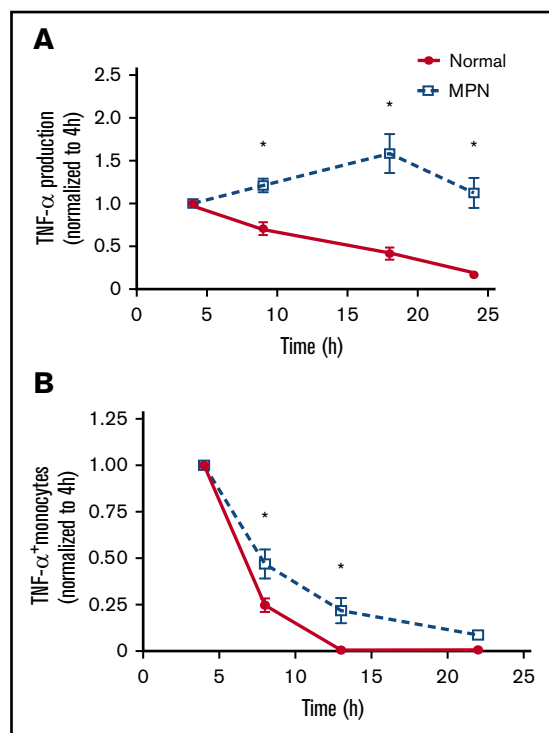 A
Normal
MPN
TNF-α production
(normalized to 4h)
2.5
2.0
1.5
1.0
0.5
0
*
*
*
0 5 10 15 20 25
Time (h)
B
TNF-α+monocytes
(normalized to 4h)
1.25
1.00
0.75
0.50
0.25
0
*
*
0 5 10 15 20 25
Time (h)